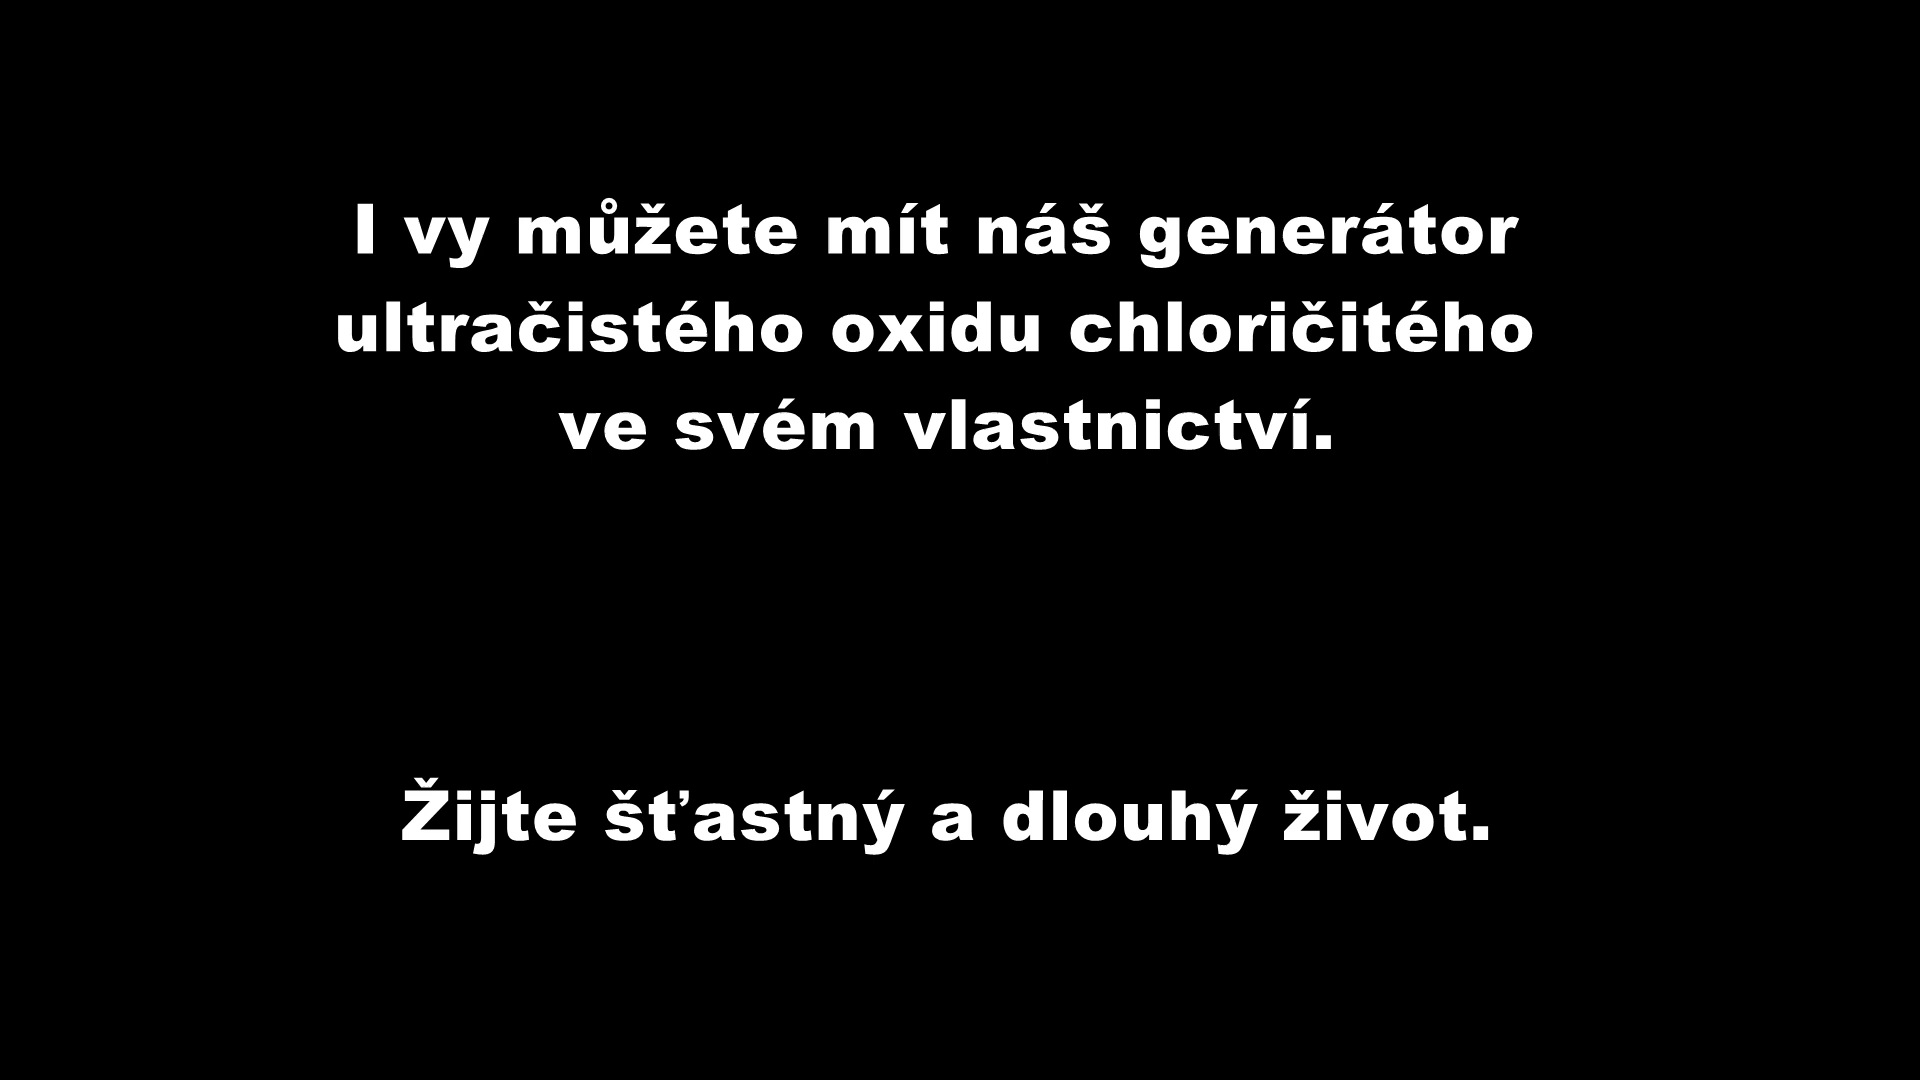 I vy můžete mít náš generátor
ultračistého oxidu chloričitého
ve svém vlastnictví.
Žijte šťastný a dlouhý život.